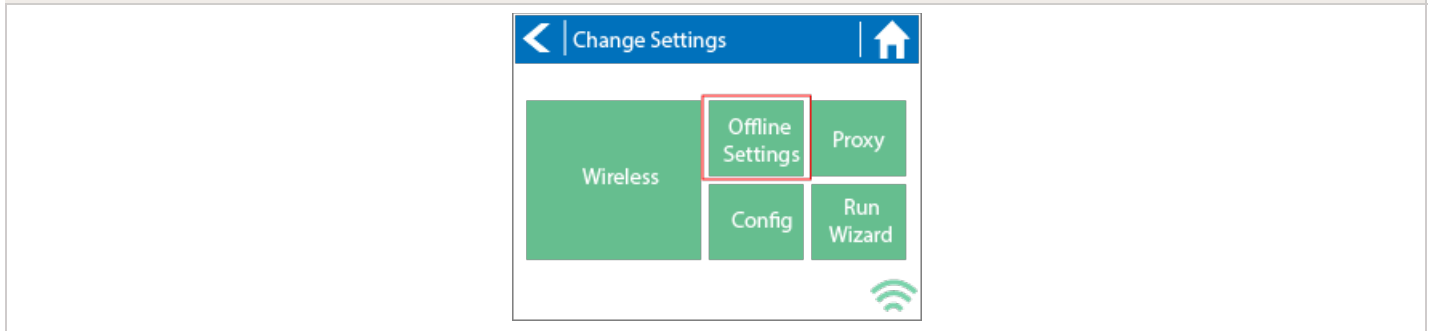 Change Settings
Wireless
Offline
Settings
Proxy
Config
Run
Wizard